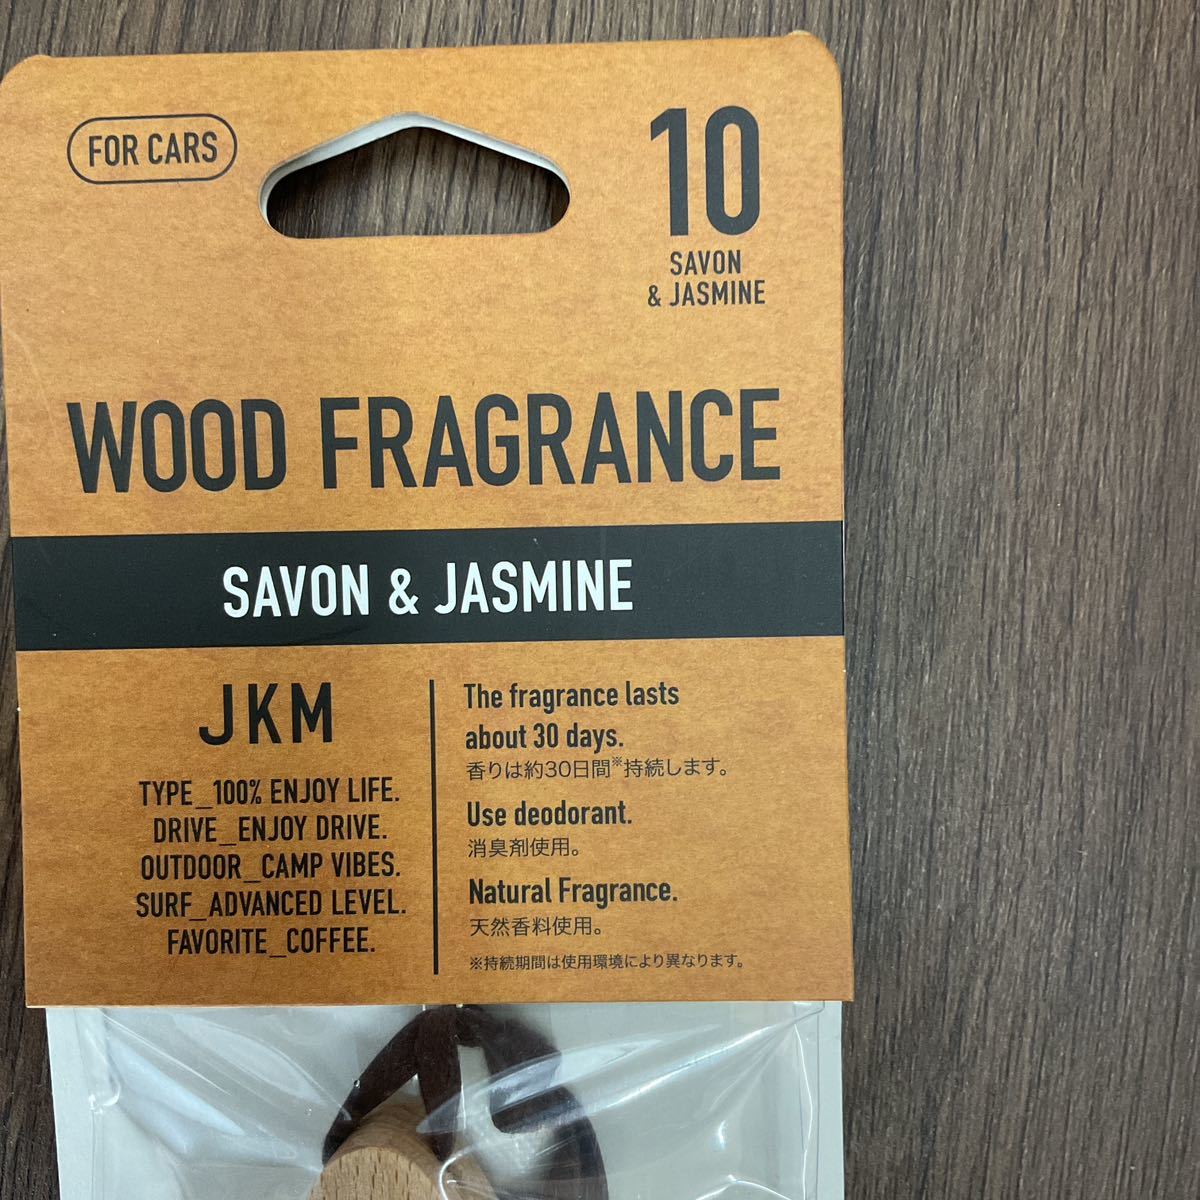 FOR CARS
10
SAVON
& JASMINE
WOOD FRAGRANCE
SAVON & JASMINE
JKM
TYPE_100% ENJOY LIFE.
DRIVE_ENJOY DRIVE.
OUTDOOR_CAMP VIBES.
SURF_ADVANCED LEVEL.
FAVORITE_COFFEE.
The fragrance lasts
about 30 days.
香りは約30日間※持続します。
Use deodorant.
消臭剤使用。
Natural Fragrance.
天然香料使用。
※持続期間は使用環境により異なります。